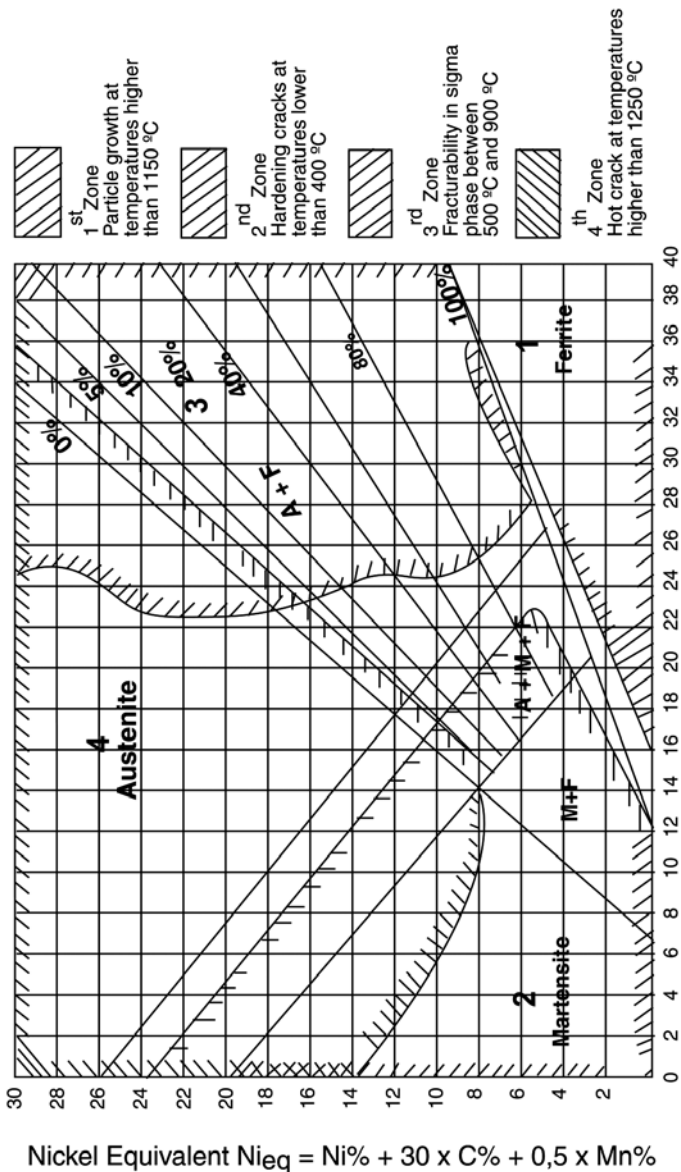 1st Zone
Particle growth at
temperatures higher
than 1150 ºC
2nd Zone
Hardening cracks at
temperatures lower
than 400 ºC
3rd Zone
Fracturability in sigma
phase between
500 ºC and 900 ºC
4th Zone
Hot crack at temperatures
higher than 1250 ºC
30
28
26
24
22
20
18
16
14
12
10
8
6
4
2
0
2
4
6
8
10
12
14
16
18
20
22
24
26
28
30
32
34
36
38
40
0%
5%
10%
20%
40%
80%
100%
4
Austenite
3
A + F
A + M + F
M+F
2
Martensite
1
Ferrite
Nickel Equivalent Nieq = Ni% + 30 x C% + 0,5 x Mn%